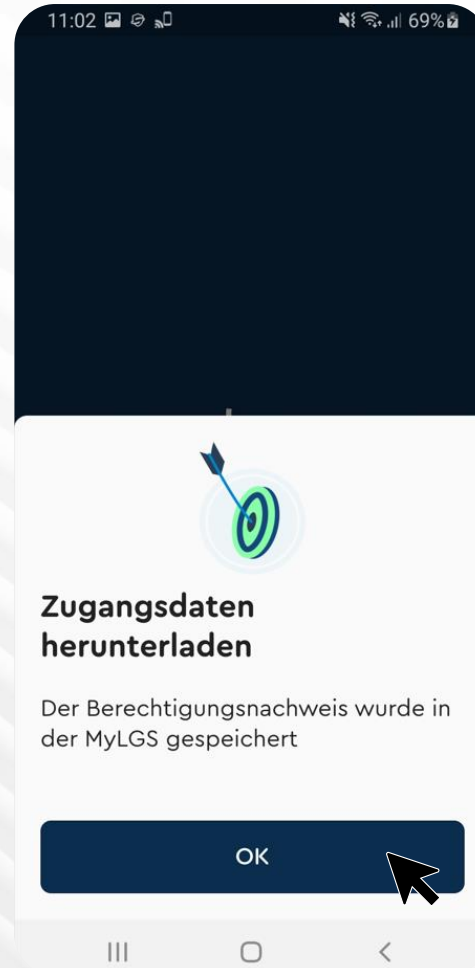 11:02 69%
Zugangsdaten
herunterladen
Der Berechtigungsnachweis wurde in
der MyLGS gespeichert
OK